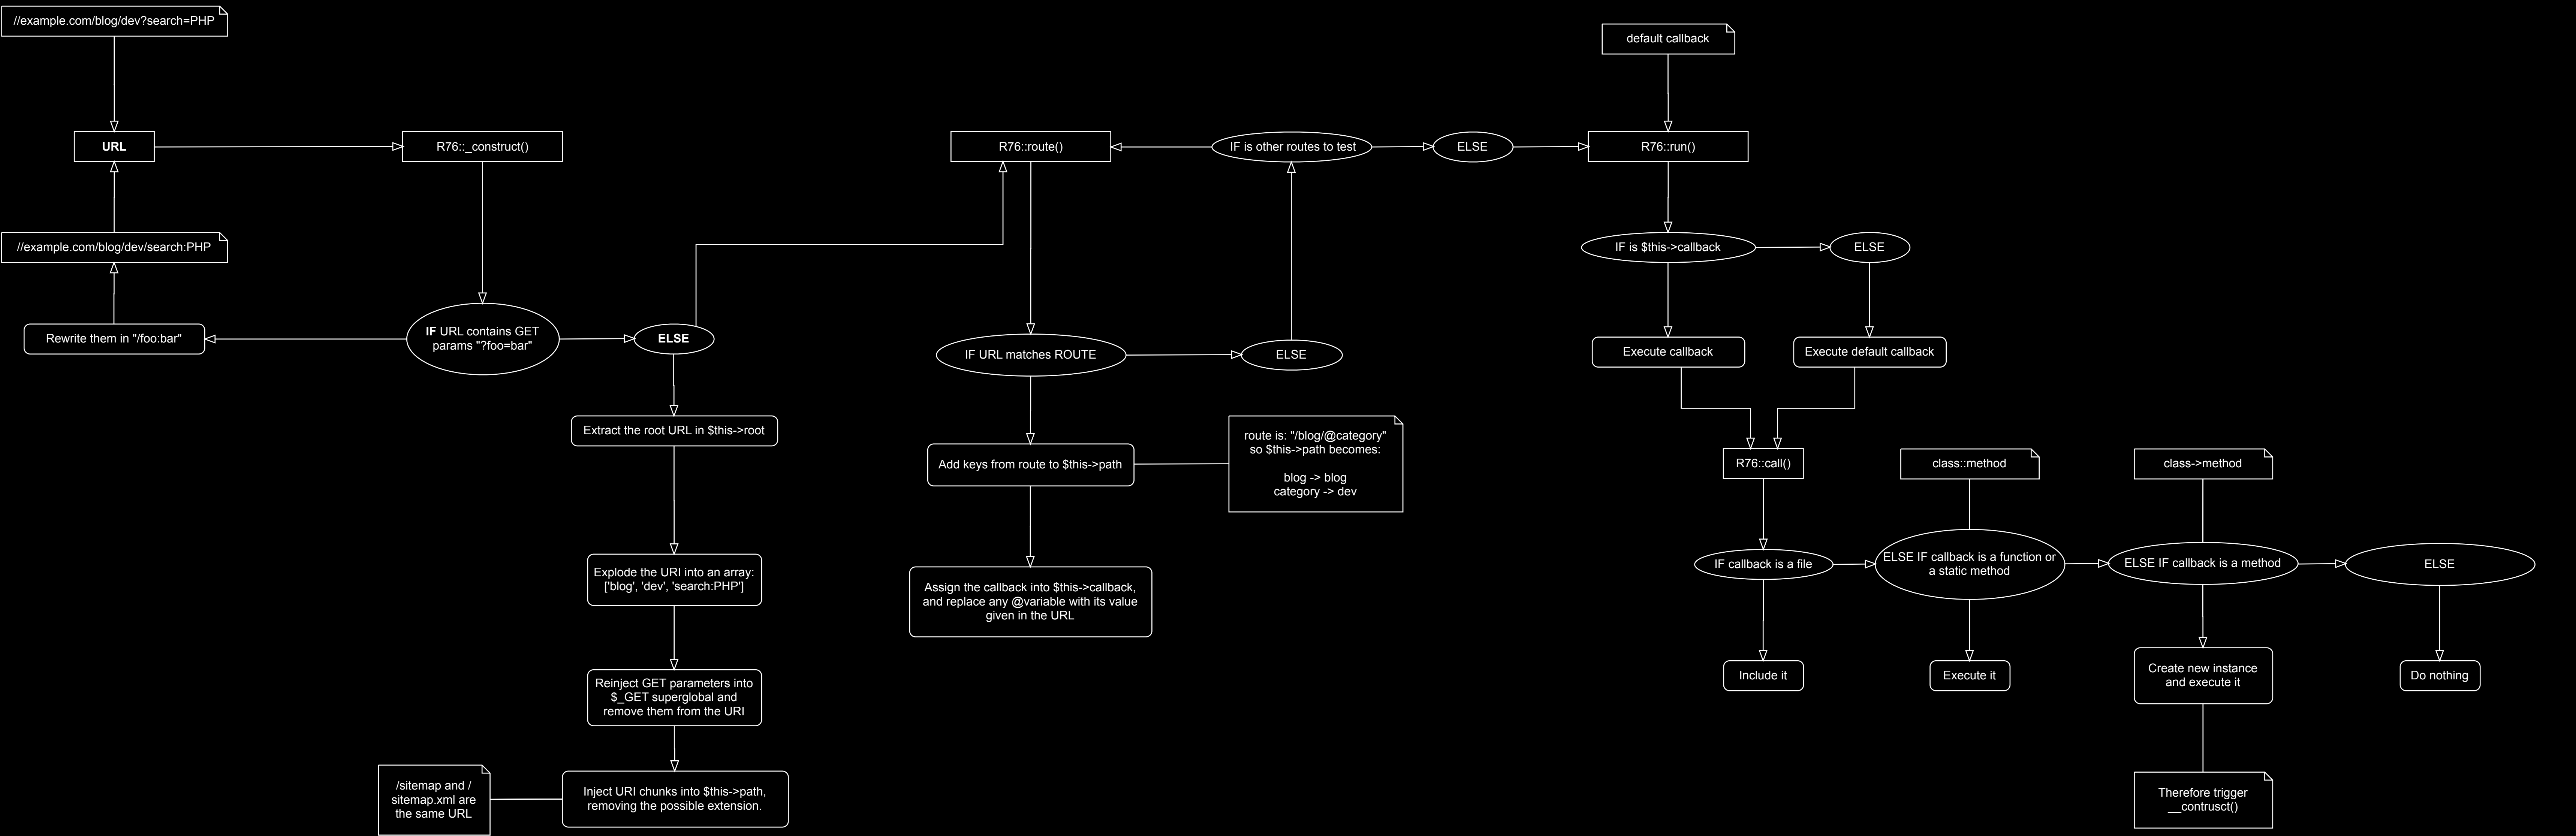 //example.com/blog/dev?search=PHP
URL
R76::_construct()
//example.com/blog/dev/search:PHP
Rewrite them in "/foo:bar"
IF URL contains GET
params "?foo=bar"
ELSE
Extract the root URL in $this->root
Explode the URI into an array:
['blog', 'dev', 'search:PHP']
Reinject GET parameters into
$_GET superglobal and
remove them from the URI
Inject URI chunks into $this->path,
removing the possible extension.
/sitemap and /
sitemap.xml are
the same URL
R76::route()
IF is other routes to test
ELSE
IF URL matches ROUTE
ELSE
Add keys from route to $this->path
route is: "/blog/@category"
so $this->path becomes:
blog -> blog
category -> dev
Assign the callback into $this->callback,
and replace any @variable with its value
given in the URL
default callback
R76::run()
IF is $this->callback
ELSE
Execute callback
Execute default callback
R76::call()
class::method
class->method
IF callback is a file
ELSE IF callback is a function or
a static method
ELSE IF callback is a method
ELSE
Include it
Execute it
Create new instance
and execute it
Do nothing
Therefore trigger
__contrusct()